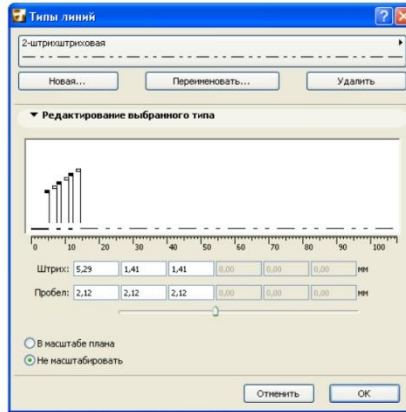 Типы линий
2-штрихштриховая
Новая... Переименовать... Удалить
Редактирование выбранного типа
0 10 20 30 40 50 60 70 80 90 100
Штрих: 5,29 1,41 1,41 0,00 0,00 0,00 мм
Пробел: 2,12 2,12 2,12 0,00 0,00 0,00 мм
В масштабе плана
Не масштабировать
Отменить OK